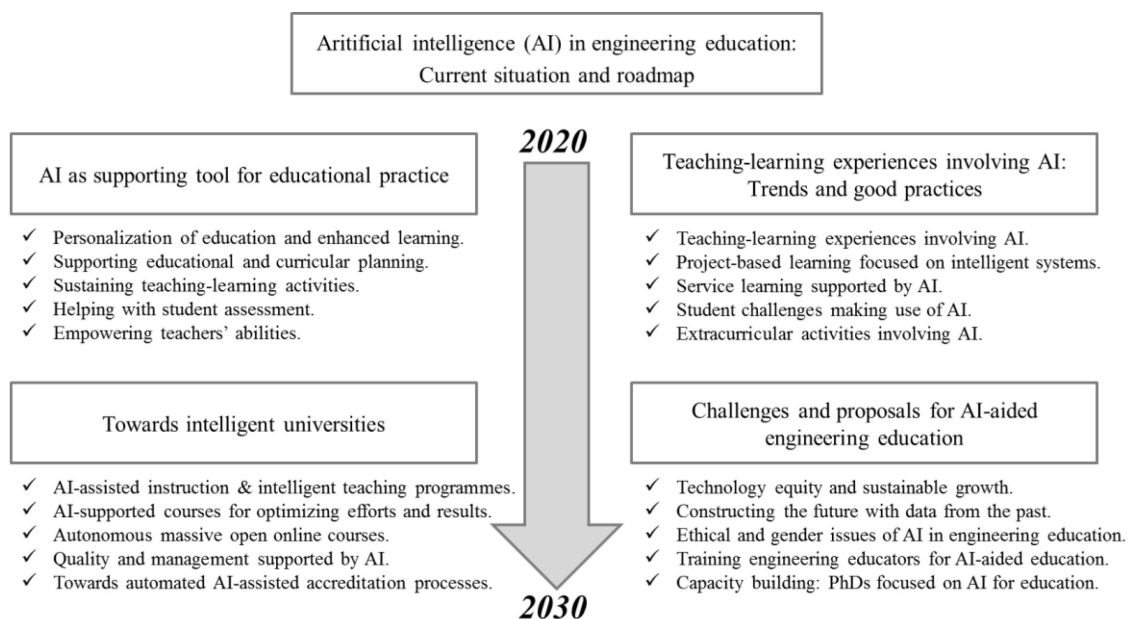 Aritificial intelligence (AI) in engineering education:
Current situation and roadmap
2020
AI as supporting tool for educational practice
✓ Personalization of education and enhanced learning.
✓ Supporting educational and curricular planning.
✓ Sustaining teaching-learning activities.
✓ Helping with student assessment.
✓ Empowering teachers’ abilities.
Teaching-learning experiences involving AI:
Trends and good practices
✓ Teaching-learning experiences involving AI.
✓ Project-based learning focused on intelligent systems.
✓ Service learning supported by AI.
✓ Student challenges making use of AI.
✓ Extracurricular activities involving AI.
Towards intelligent universities
✓ AI-assisted instruction & intelligent teaching programmes.
✓ AI-supported courses for optimizing efforts and results.
✓ Autonomous massive open online courses.
✓ Quality and management supported by AI.
✓ Towards automated AI-assisted accreditation processes.
Challenges and proposals for AI-aided
engineering education
✓ Technology equity and sustainable growth.
✓ Constructing the future with data from the past.
✓ Ethical and gender issues of AI in engineering education.
✓ Training engineering educators for AI-aided education.
✓ Capacity building: PhDs focused on AI for education.
2030